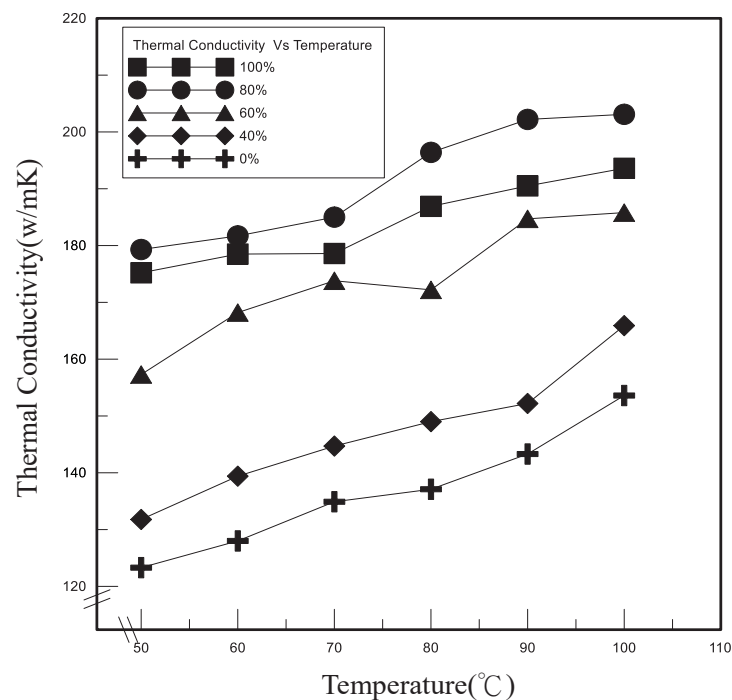 220
200
180
160
140
120
Thermal Conductivity(w/mK)
Thermal Conductivity Vs Temperature
100%
80%
60%
40%
0%
50 60 70 80 90 100 110
Temperature(℃)